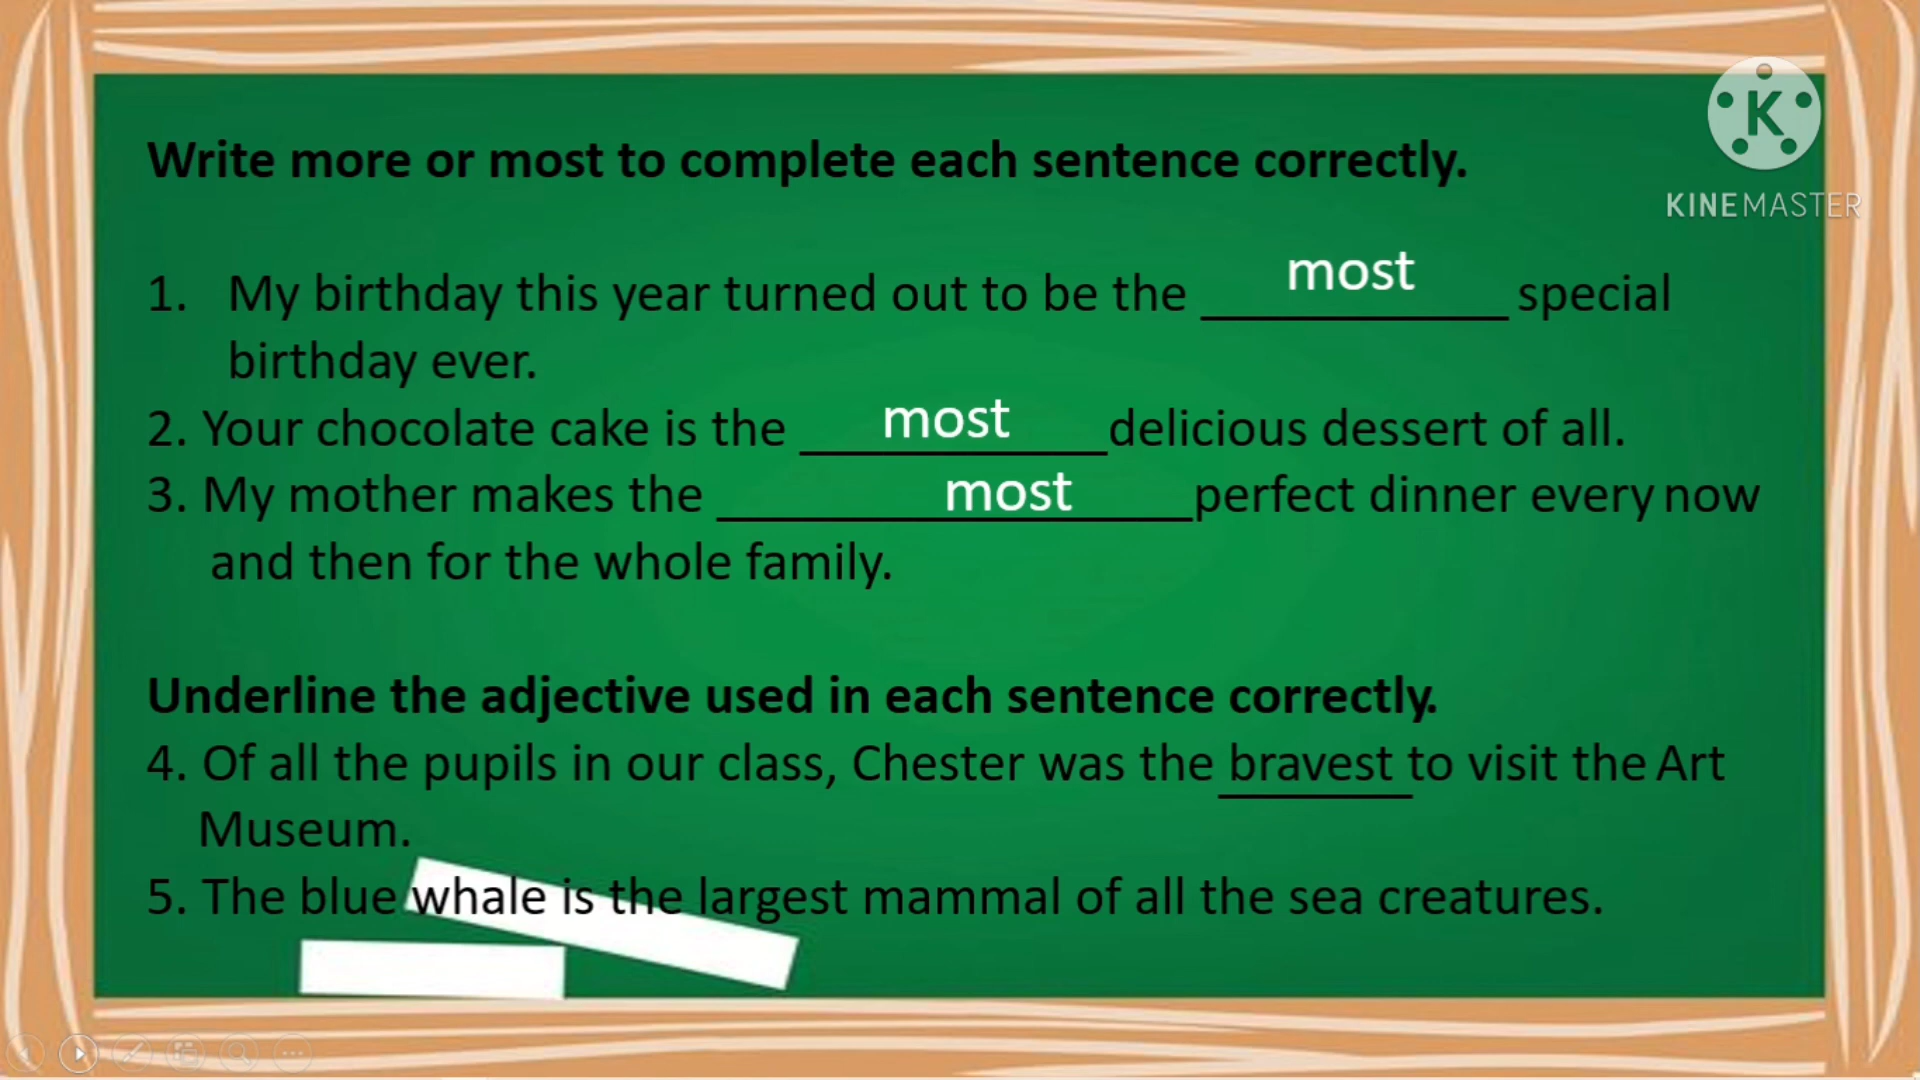 Write more or most to complete each sentence correctly.
K
KINEMASTER
1. My birthday this year turned out to be the most special
birthday ever.
2. Your chocolate cake is the most delicious dessert of all.
3. My mother makes the most perfect dinner every now
and then for the whole family.
Underline the adjective used in each sentence correctly.
4. Of all the pupils in our class, Chester was the bravest to visit the Art
Museum.
5. The blue whale is the largest mammal of all the sea creatures.